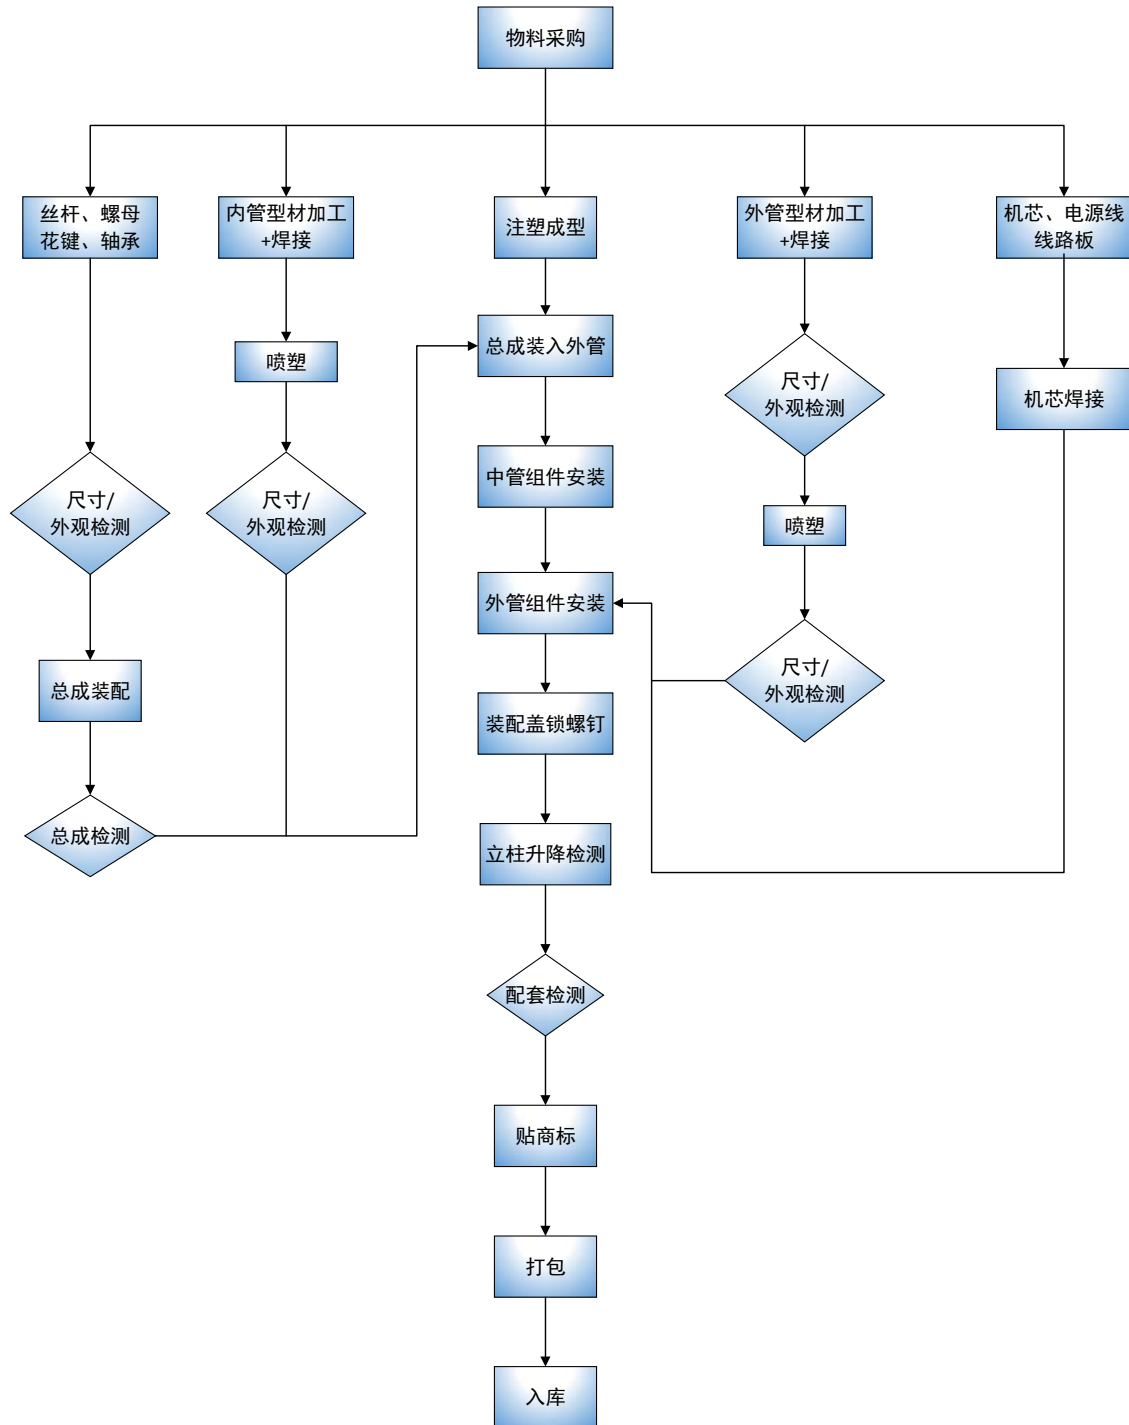 物料采购
丝杆、螺母
花键、轴承
内管型材加工
+焊接
注塑成型
外管型材加工
+焊接
机芯、电源线
线路板
总成装入外管
喷塑
尺寸/
外观检测
机芯焊接
中管组件安装
尺寸/
外观检测
尺寸/
外观检测
喷塑
外管组件安装
总成装配
尺寸/
外观检测
装配盖锁螺钉
总成检测
立柱升降检测
配套检测
贴商标
打包
入库